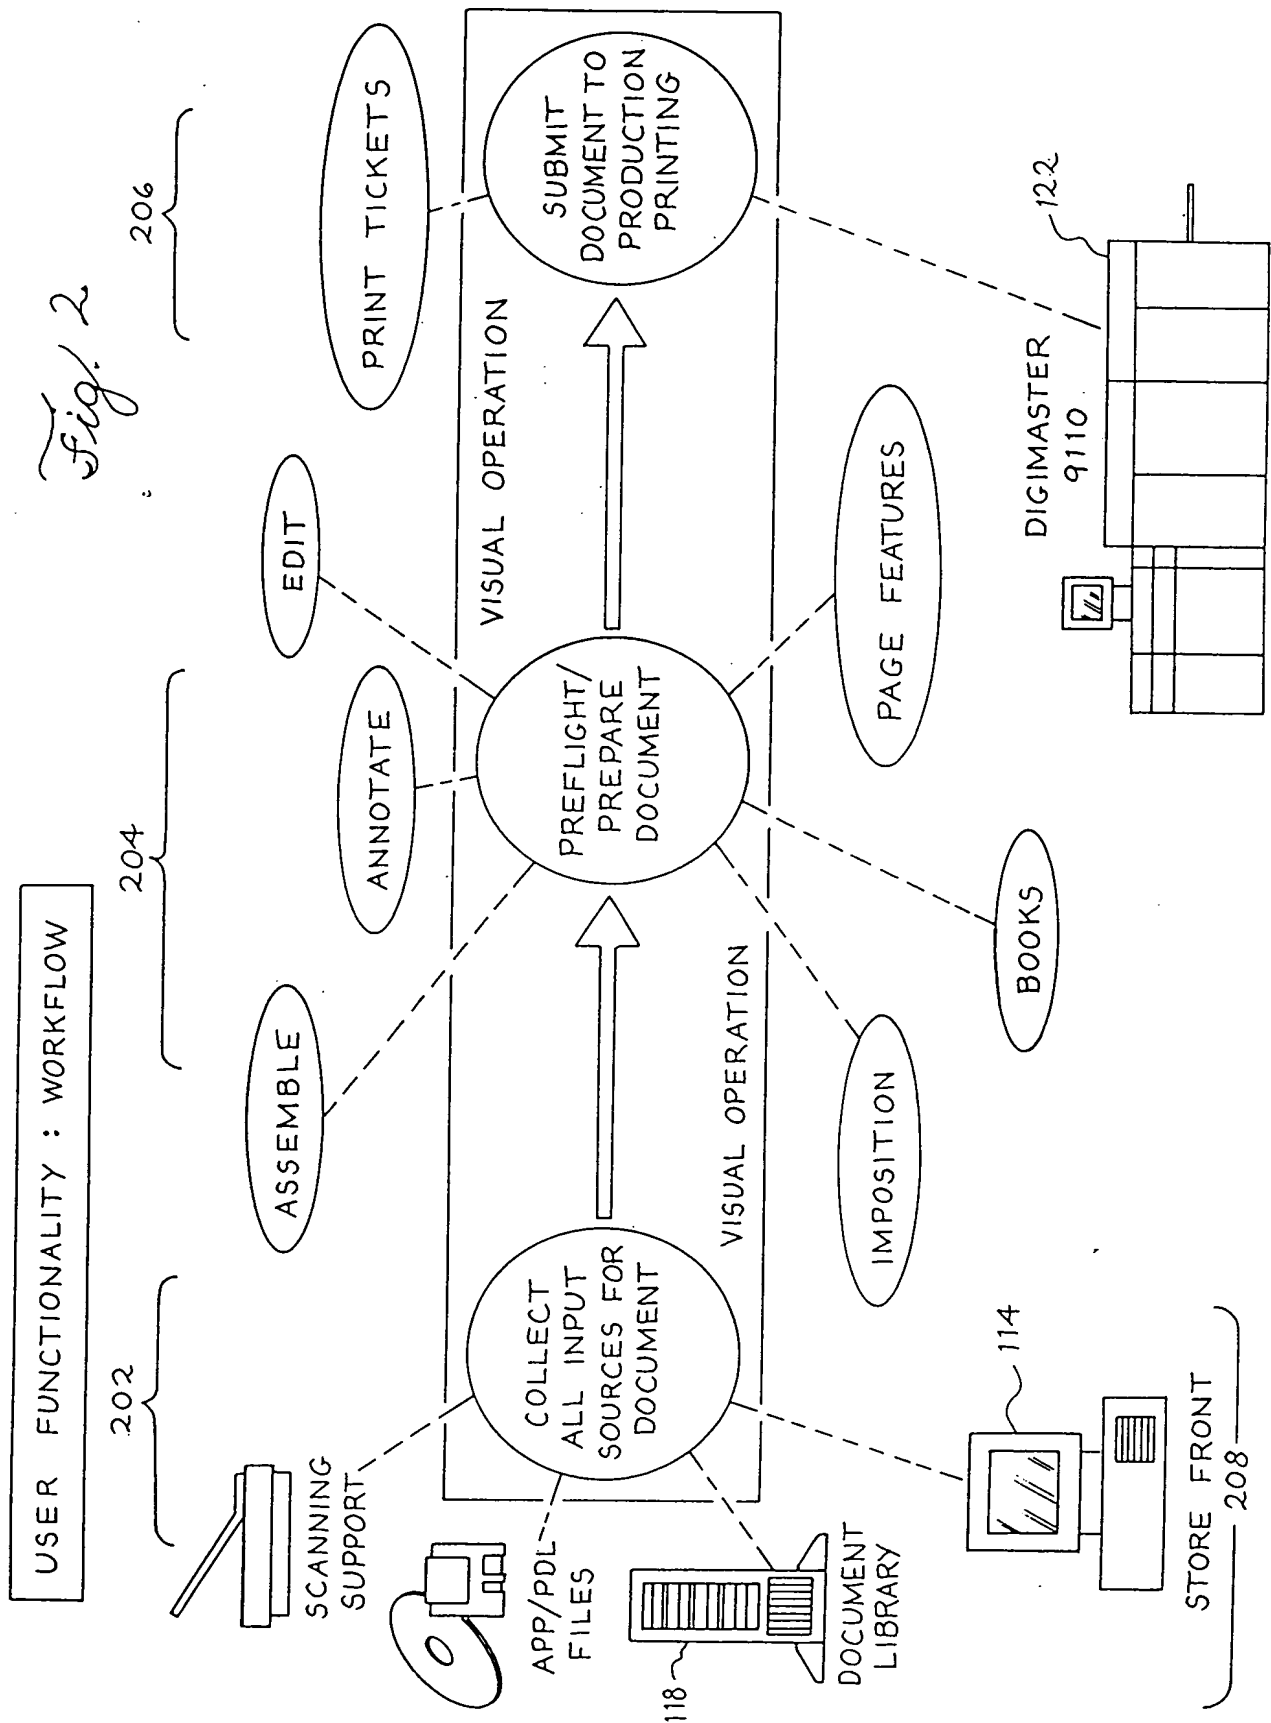 Fig. 2
USER FUNCTIONALITY : WORKFLOW
202
204
206
SCANNING
SUPPORT
APP/PDL
FILES
118
DOCUMENT
LIBRARY
114
STORE FRONT
208
COLLECT
ALL INPUT
SOURCES FOR
DOCUMENT
VISUAL OPERATION
ASSEMBLE
ANNOTATE
EDIT
PREFLIGHT/
PREPARE
DOCUMENT
IMPOSITION
BOOKS
PAGE FEATURES
VISUAL OPERATION
PRINT TICKETS
SUBMIT
DOCUMENT TO
PRODUCTION
PRINTING
DIGIMASTER
9110
122